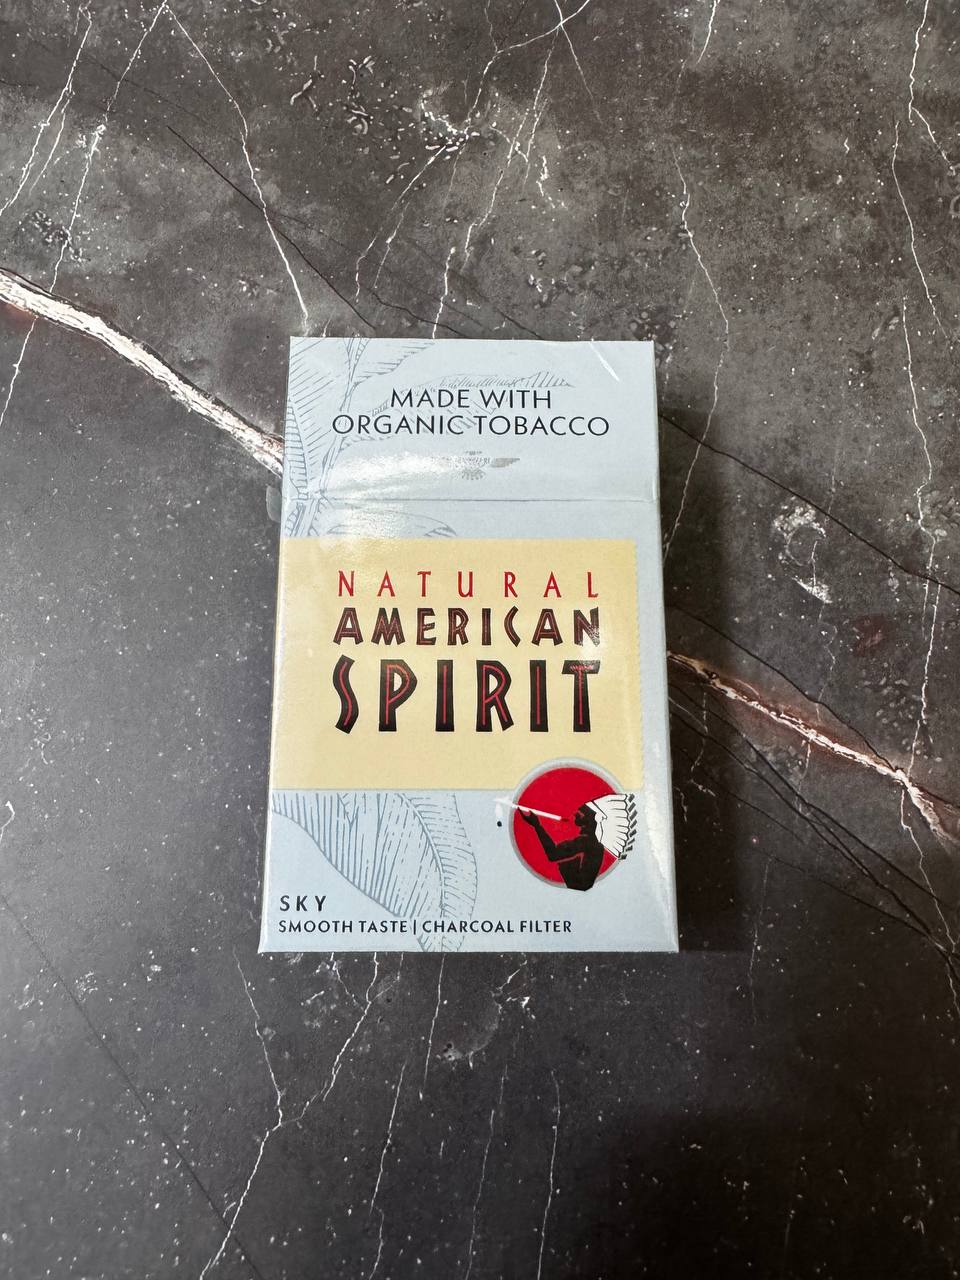 MADE WITH
ORGANIC TOBACCO
NATURAL
AMERICAN
SPIRIT
SKY
SMOOTH TASTE | CHARCOAL FILTER